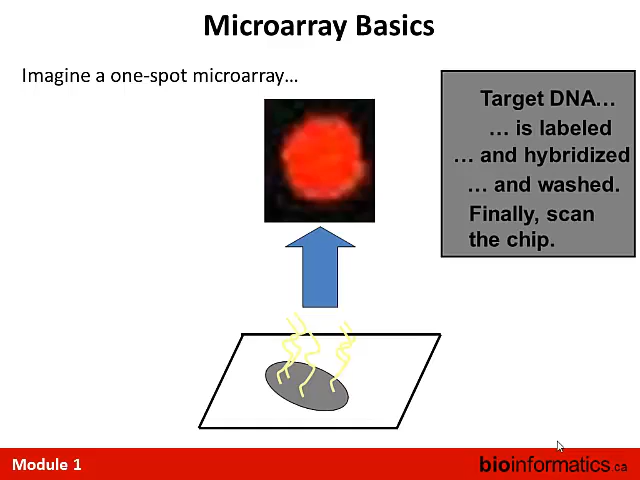 Microarray Basics
Imagine a one-spot microarray…
Target DNA…
… is labeled
… and hybridized
… and washed.
Finally, scan
the chip.
Module 1
bioinformatics.ca